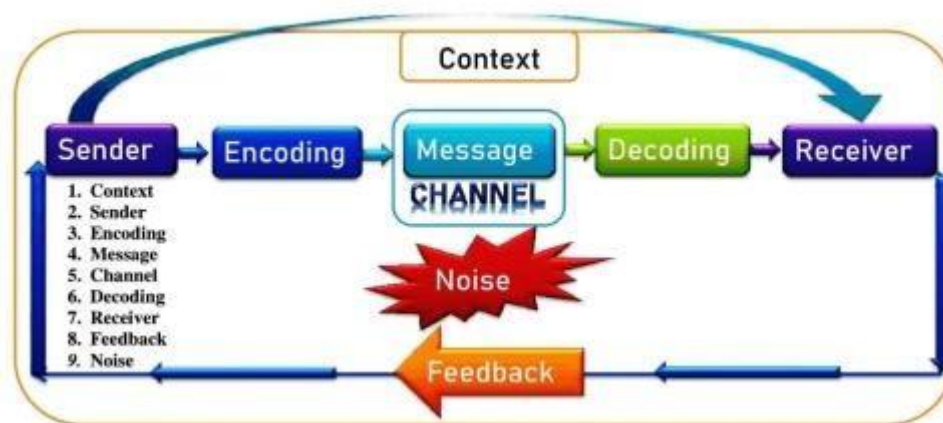 Context
Sender
Encoding
Message
Decoding
Receiver
CHANNEL
1. Context
2. Sender
3. Encoding
4. Message
5. Channel
6. Decoding
7. Receiver
8. Feedback
9. Noise
Noise
Feedback